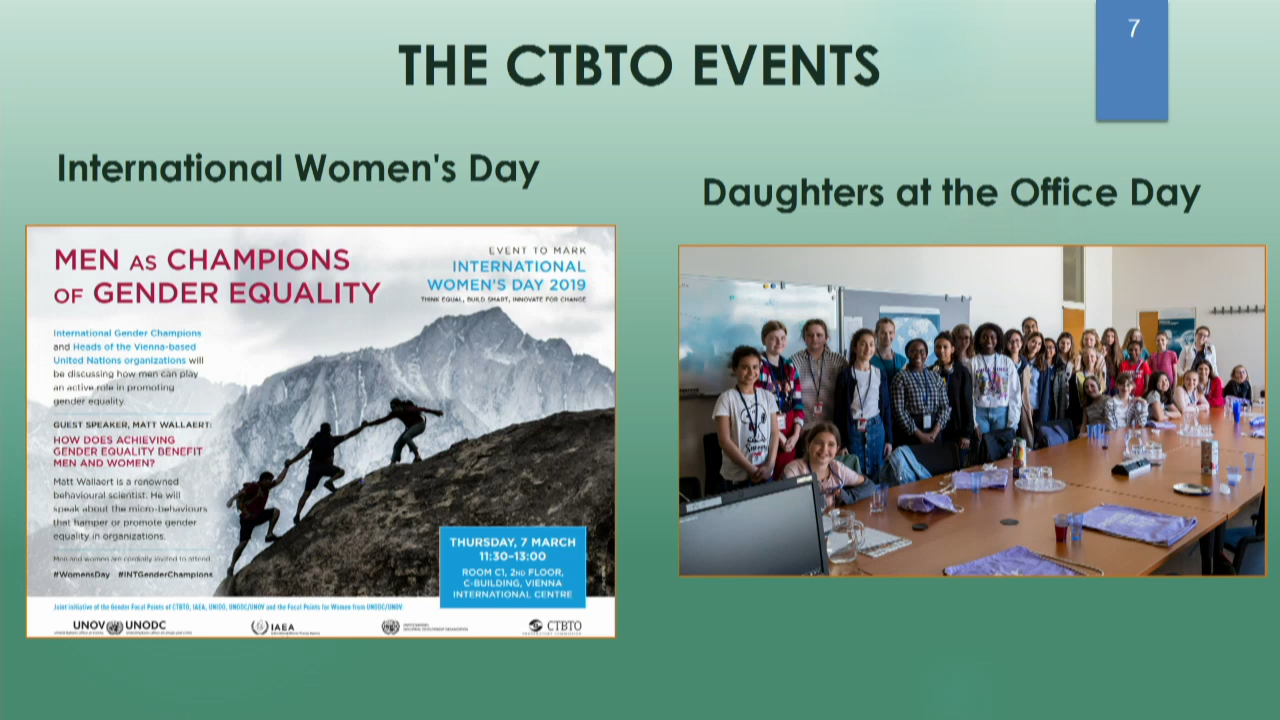 7
THE CTBTO EVENTS
International Women's Day
Daughters at the Office Day
MEN AS CHAMPIONS
OF GENDER EQUALITY
EVENT TO MARK
INTERNATIONAL
WOMEN'S DAY 2019
THINK EQUAL, BUILD SMART, INNOVATE FOR CHANGE
International Gender Champions
and Heads of the Vienna-based
United Nations organizations will
be discussing how men can play
an active role in promoting
gender equality.
GUEST SPEAKER, MATT WALLAERT:
HOW DOES ACHIEVING
GENDER EQUALITY BENEFIT
MEN AND WOMEN?
Matt Wallaert is a renowned
behavioural scientist. He will
speak about the micro-behaviours
that hamper or promote gender
equality in organizations.
Men and women are cordially invited to attend.
#WomensDay #INTGenderChampions
THURSDAY, 7 MARCH
11:30–13:00
ROOM C1, 2ND FLOOR,
C-BUILDING, VIENNA
INTERNATIONAL CENTRE
Joint initiative of the Gender Focal Points of CTBTO, IAEA, UNIDO, UNODC/UNOV and the Focal Points for Women from UNODC/UNOV
UNOV UNODC
IAEA
CTBTO